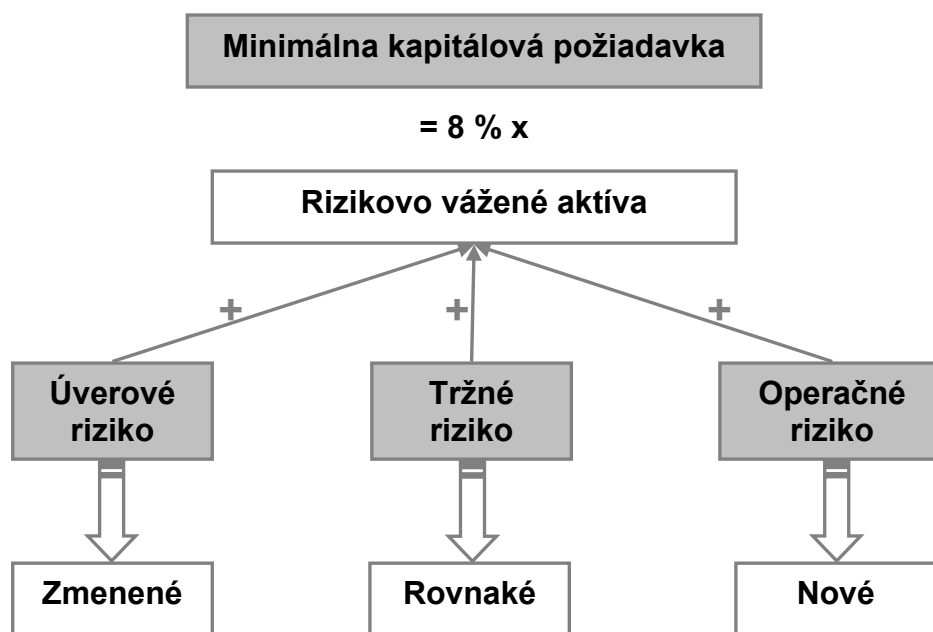 Minimálna kapitálová požiadavka
= 8 % x
Rizikovo vážené aktíva
+ + +
Úverové
riziko
Tržné
riziko
Operačné
riziko
Zmenené
Rovnaké
Nové